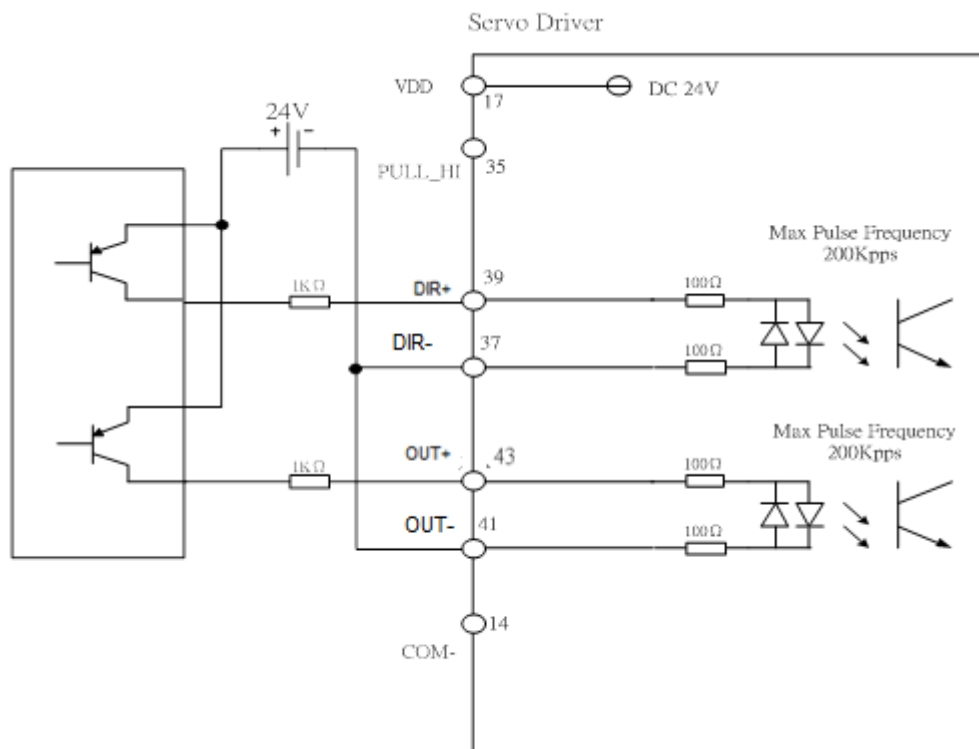 Servo Driver
VDD
17
DC 24V
24V
+ -
PULL_HI
35
Max Pulse Frequency
200Kpps
1KΩ
DIR+
39
100Ω
DIR-
37
100Ω
Max Pulse Frequency
200Kpps
1KΩ
OUT+
43
100Ω
OUT-
41
100Ω
14
COM-